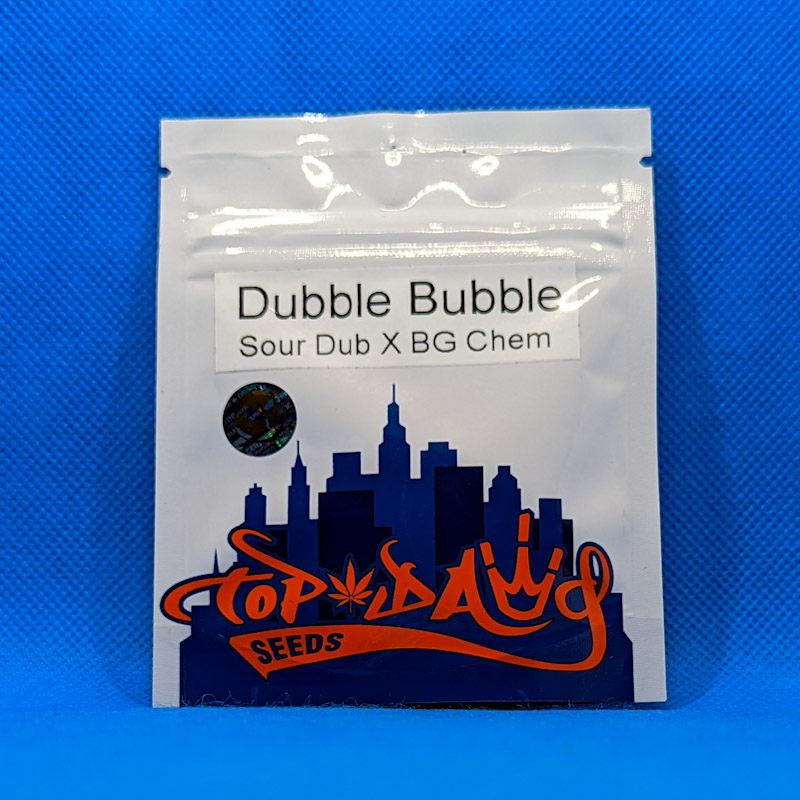 Dubble Bubble
Sour Dub X BG Chem
TOP DAWG
SEEDS